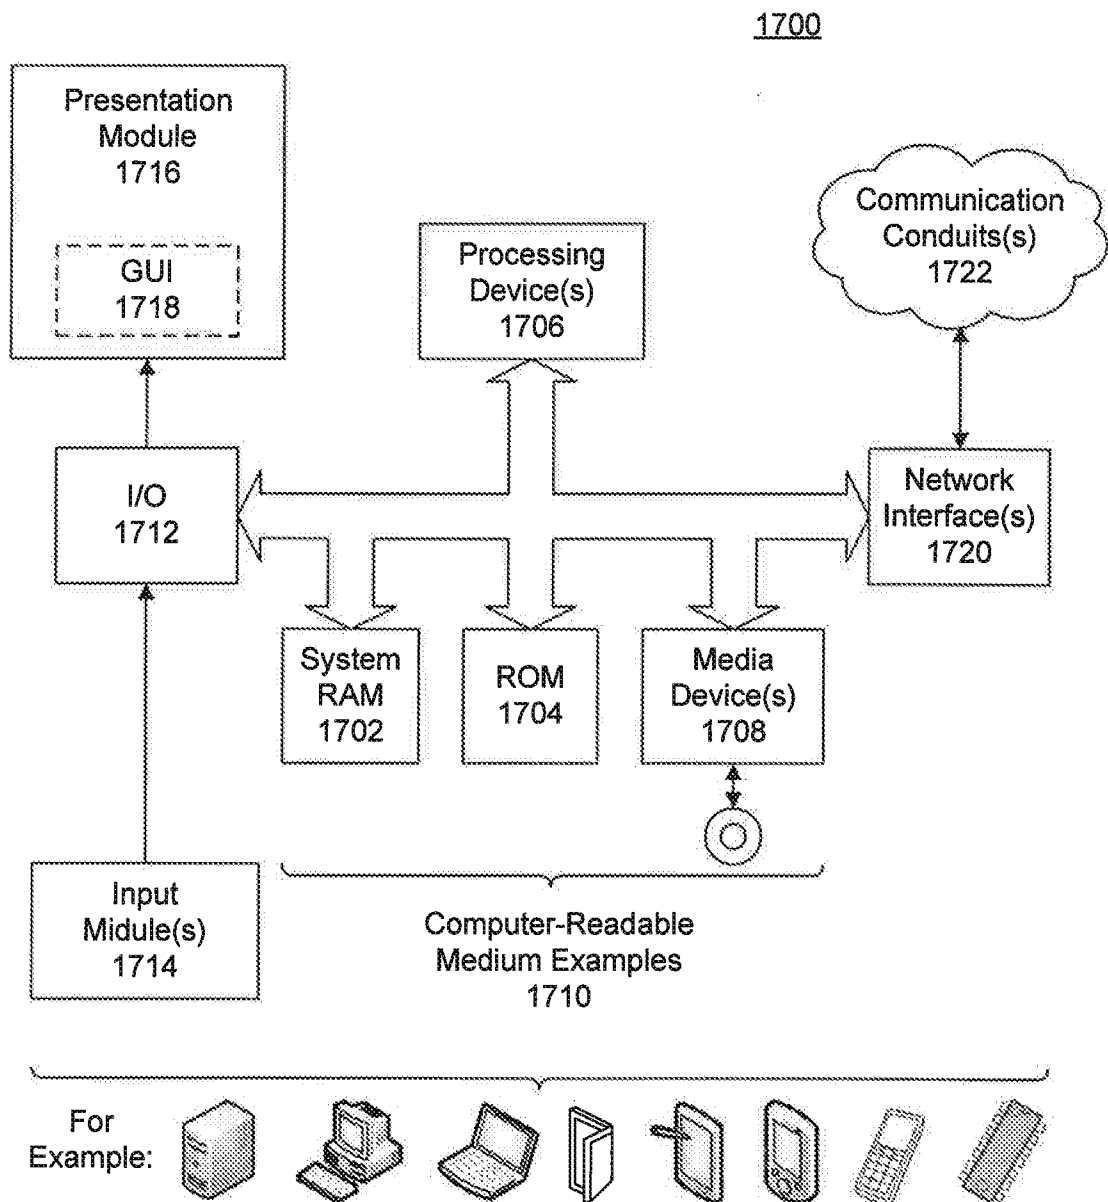 1700
Presentation
Module
1716
GUI
1718
Processing
Device(s)
1706
Communication
Conduits(s)
1722
I/O
1712
Network
Interface(s)
1720
System
RAM
1702
ROM
1704
Media
Device(s)
1708
Input
Midule(s)
1714
Computer-Readable
Medium Examples
1710
For
Example: